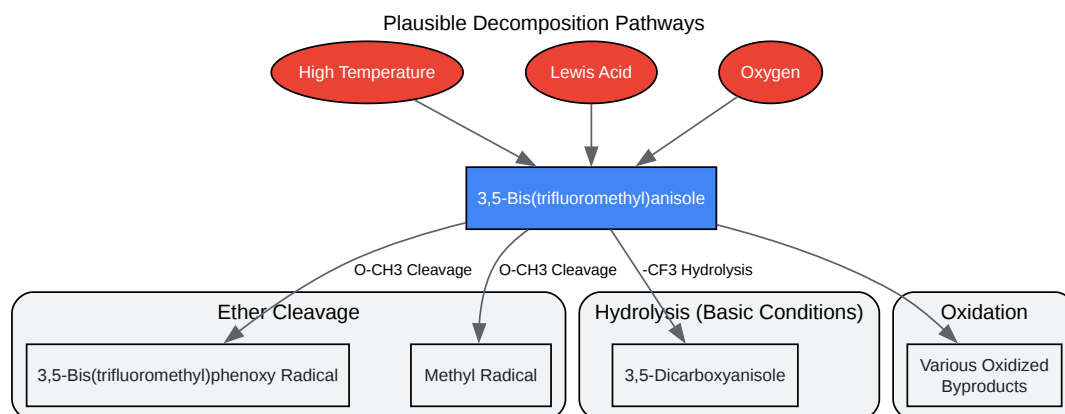 Plausible Decomposition Pathways
High Temperature
Lewis Acid
Oxygen
3,5-Bis(trifluoromethyl)anisole
O-CH3 Cleavage
O-CH3 Cleavage
-CF3 Hydrolysis
Ether Cleavage
Hydrolysis (Basic Conditions)
Oxidation
3,5-Bis(trifluoromethyl)phenoxy Radical
Methyl Radical
3,5-Dicarboxyanisole
Various Oxidized
Byproducts